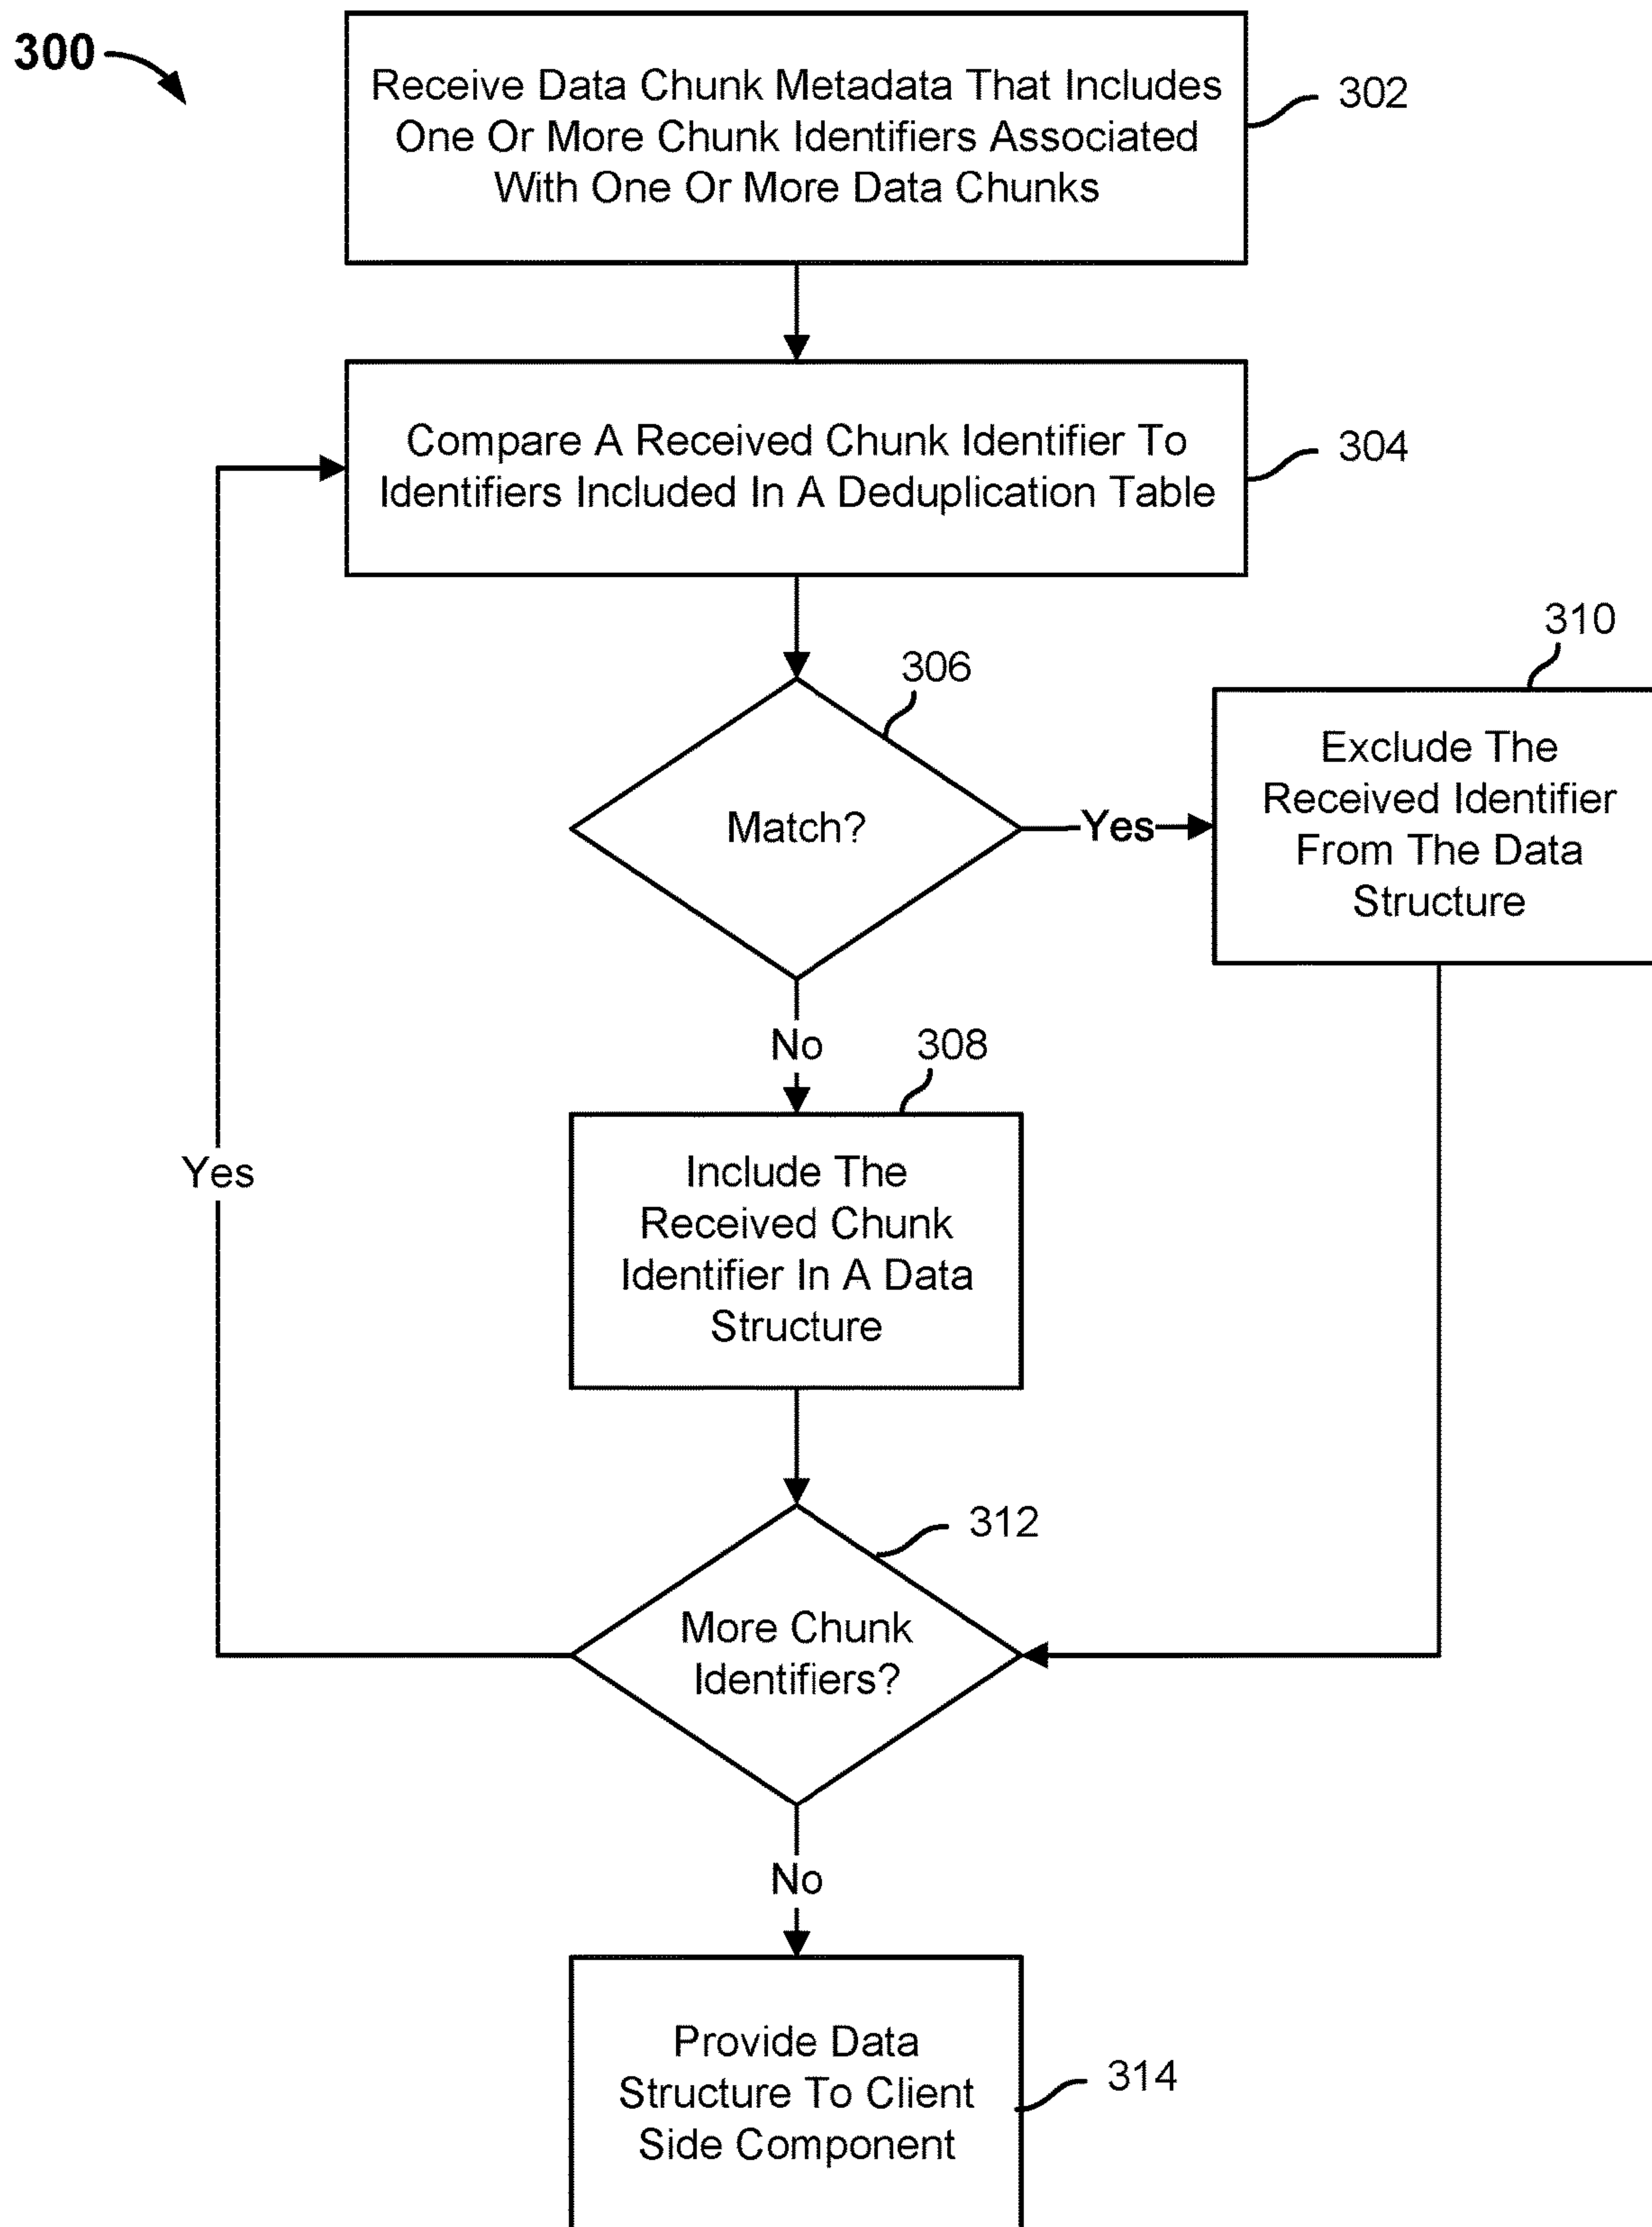 300
Receive Data Chunk Metadata That Includes
One Or More Chunk Identifiers Associated
With One Or More Data Chunks
302
Compare A Received Chunk Identifier To
Identifiers Included In A Deduplication Table
304
306
Match?
Yes
310
Exclude The
Received Identifier
From The Data
Structure
No
308
Include The
Received Chunk
Identifier In A Data
Structure
Yes
312
More Chunk
Identifiers?
No
Provide Data
Structure To Client
Side Component
314